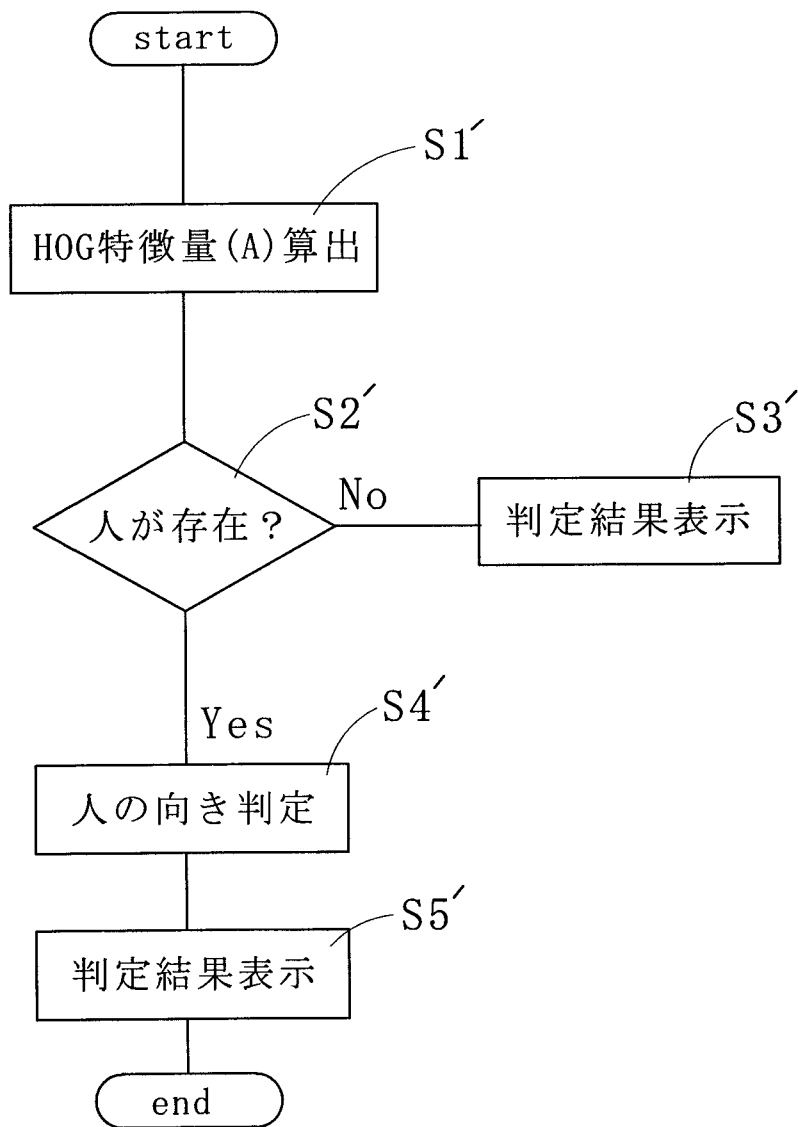 start
S1′
HOG特徴量(A)算出
S2′
人が存在？
No
S3′
判定結果表示
Yes
S4′
人の向き判定
S5′
判定結果表示
end